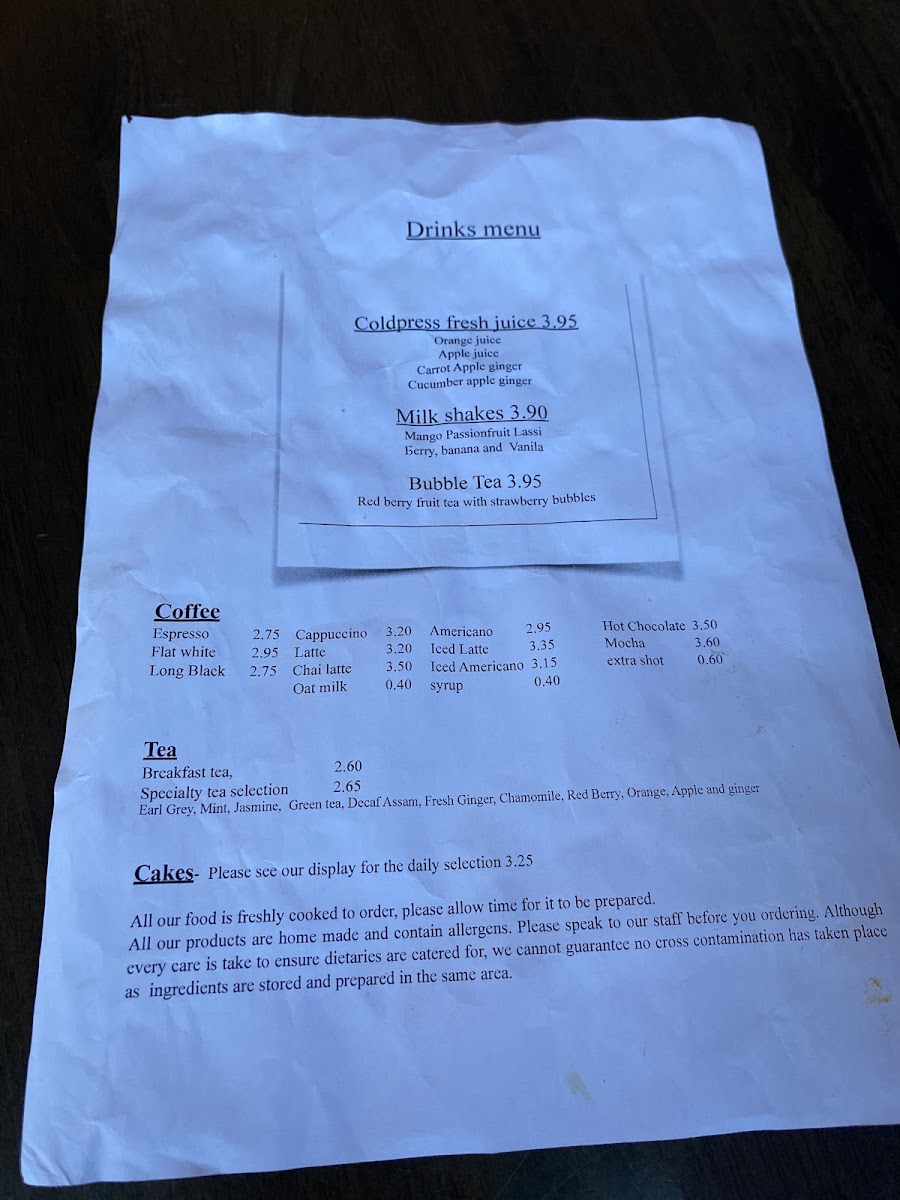 Drinks menu
Coldpress fresh juice 3.95
Orange juice
Apple juice
Carrot Apple ginger
Cucumber apple ginger
Milk shakes 3.90
Mango Passionfruit Lassi
Berry, banana and Vanila
Bubble Tea 3.95
Red berry fruit tea with strawberry bubbles
Coffee
Espresso 2.75 Cappuccino 3.20 Americano 2.95 Hot Chocolate 3.50
Flat white 2.95 Latte 3.20 Iced Latte 3.35 Mocha 3.60
Long Black 2.75 Chai latte 3.50 Iced Americano 3.15 extra shot 0.60
Oat milk 0.40 syrup 0.40
Tea
Breakfast tea, 2.60
Specialty tea selection 2.65
Earl Grey, Mint, Jasmine, Green tea, Decaf Assam, Fresh Ginger, Chamomile, Red Berry, Orange, Apple and ginger
Cakes- Please see our display for the daily selection 3.25
All our food is freshly cooked to order, please allow time for it to be prepared.
All our products are home made and contain allergens. Please speak to our staff before you ordering. Although
every care is take to ensure dietaries are catered for, we cannot guarantee no cross contamination has taken place
as ingredients are stored and prepared in the same area.